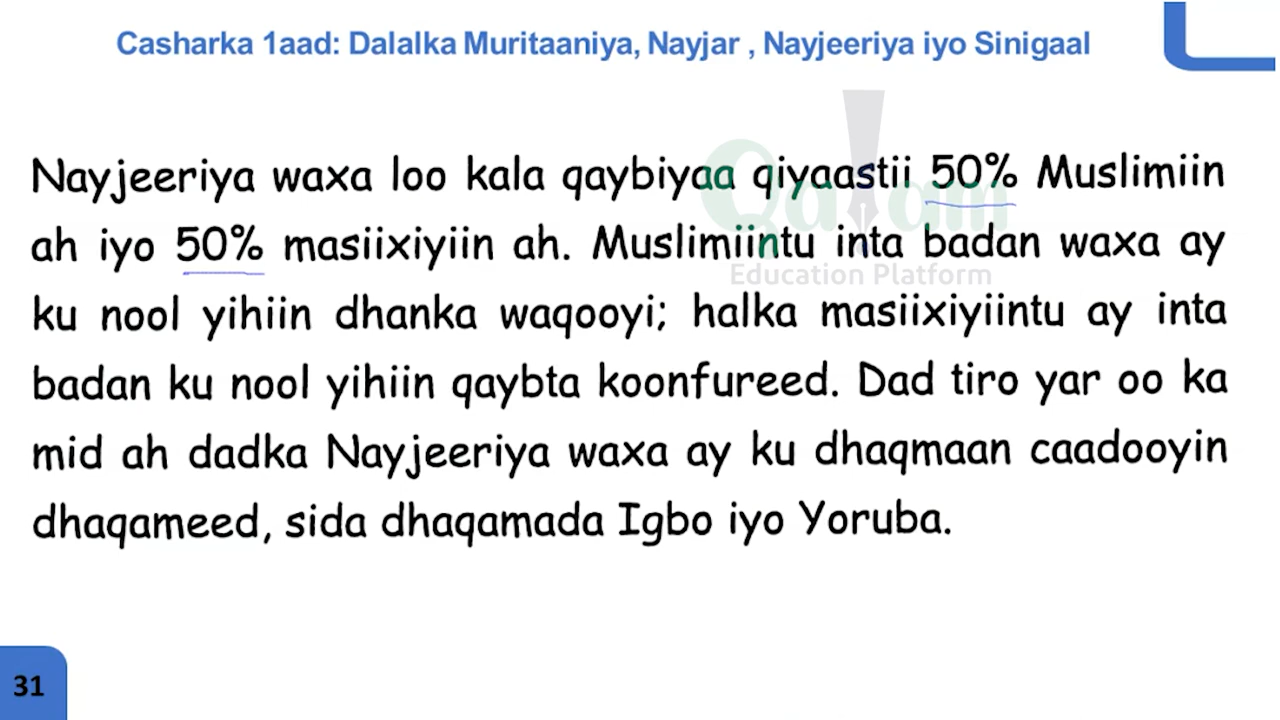 Casharka 1aad: Dalalka Muritaaniya, Nayjar , Nayjeeriya iyo Sinigaal
Nayjeeriya waxa loo kala qaybiyaa qiyaastii 50% Muslimiin
ah iyo 50% masiixiyiin ah. Muslimiintu inta badan waxa ay
ku nool yihiin dhanka waqooyi; halka masiixiyiintu ay inta
badan ku nool yihiin qaybta koonfureed. Dad tiro yar oo ka
mid ah dadka Nayjeeriya waxa ay ku dhaqmaan caadooyin
dhaqameed, sida dhaqamada Igbo iyo Yoruba.
Qalam
Education Platform
31